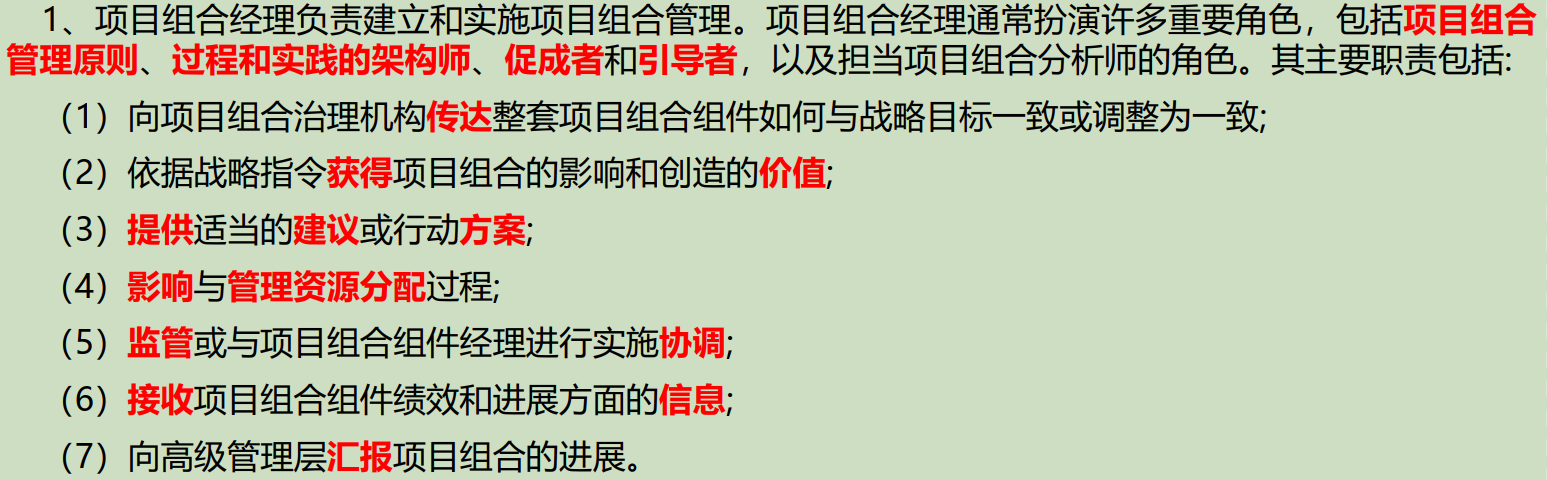 1、项目组合经理负责建立和实施项目组合管理。项目组合经理通常扮演许多重要角色，包括项目组合
管理原则、过程和实践的架构师、促成者和引导者，以及担当项目组合分析师的角色。其主要职责包括:
（1）向项目组合治理机构传达整套项目组合组件如何与战略目标一致或调整为一致;
（2）依据战略指令获得项目组合的影响和创造的价值;
（3）提供适当的建议或行动方案;
（4）影响与管理资源分配过程;
（5）监管或与项目组合组件经理进行实施协调;
（6）接收项目组合组件绩效和进展方面的信息;
（7）向高级管理层汇报项目组合的进展。